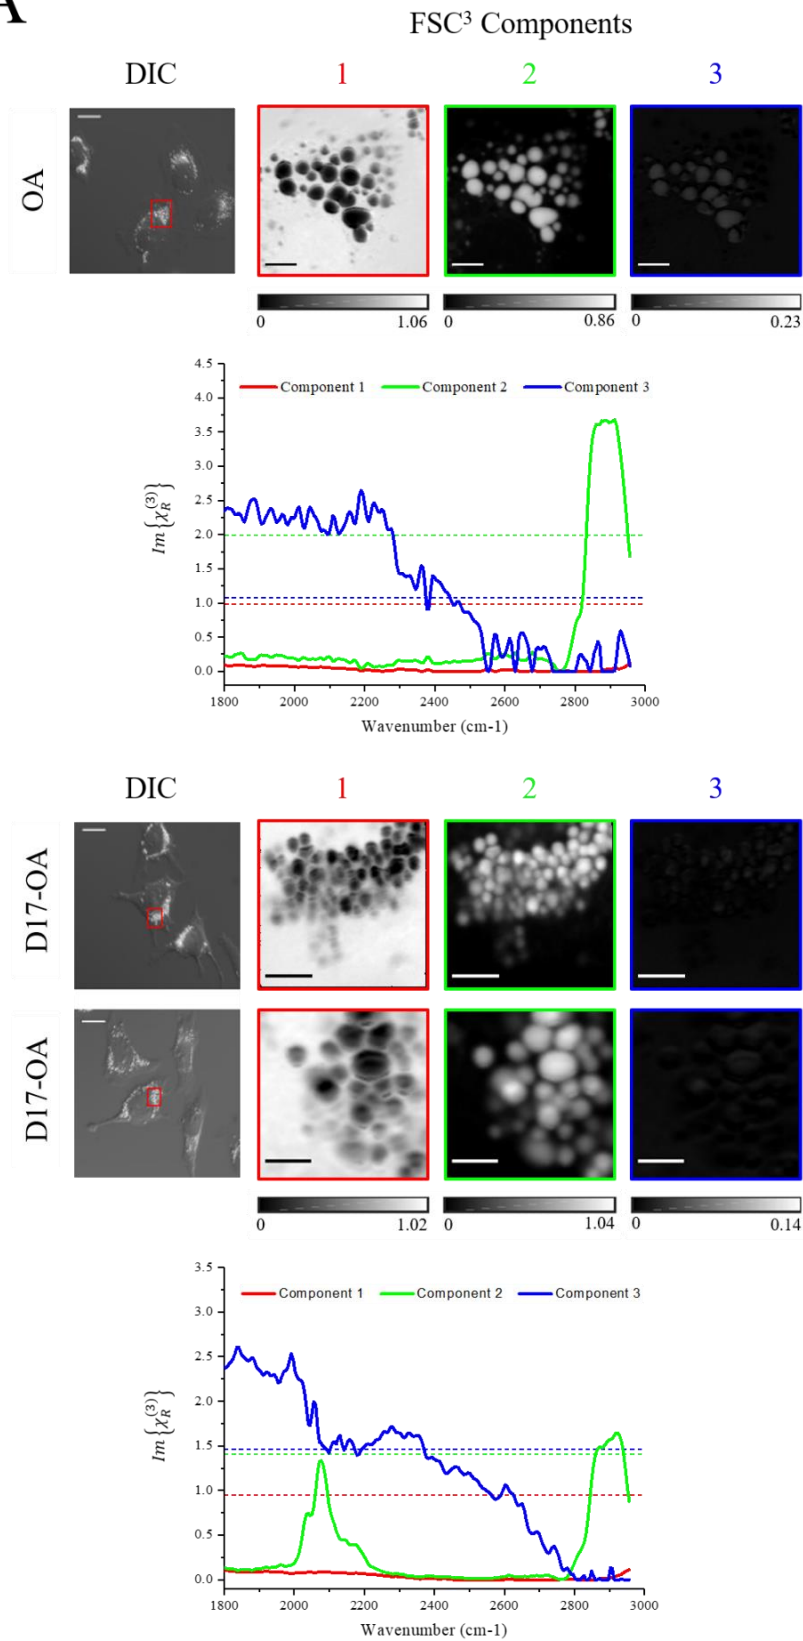 A
FSC³ Components
DIC 1 2 3
OA
0 1.06 0 0.86 0 0.23
4.5
4.0
3.5
3.0
2.5
2.0
1.5
1.0
0.5
0.0
Component 1 Component 2 Component 3
Im{χ_R^(3)}
1800 2000 2200 2400 2600 2800 3000
Wavenumber (cm-1)
DIC 1 2 3
D17-OA
D17-OA
0 1.02 0 1.04 0 0.14
3.5
3.0
2.5
2.0
1.5
1.0
0.5
0.0
Component 1 Component 2 Component 3
Im{χ_R^(3)}
1800 2000 2200 2400 2600 2800 3000
Wavenumber (cm-1)